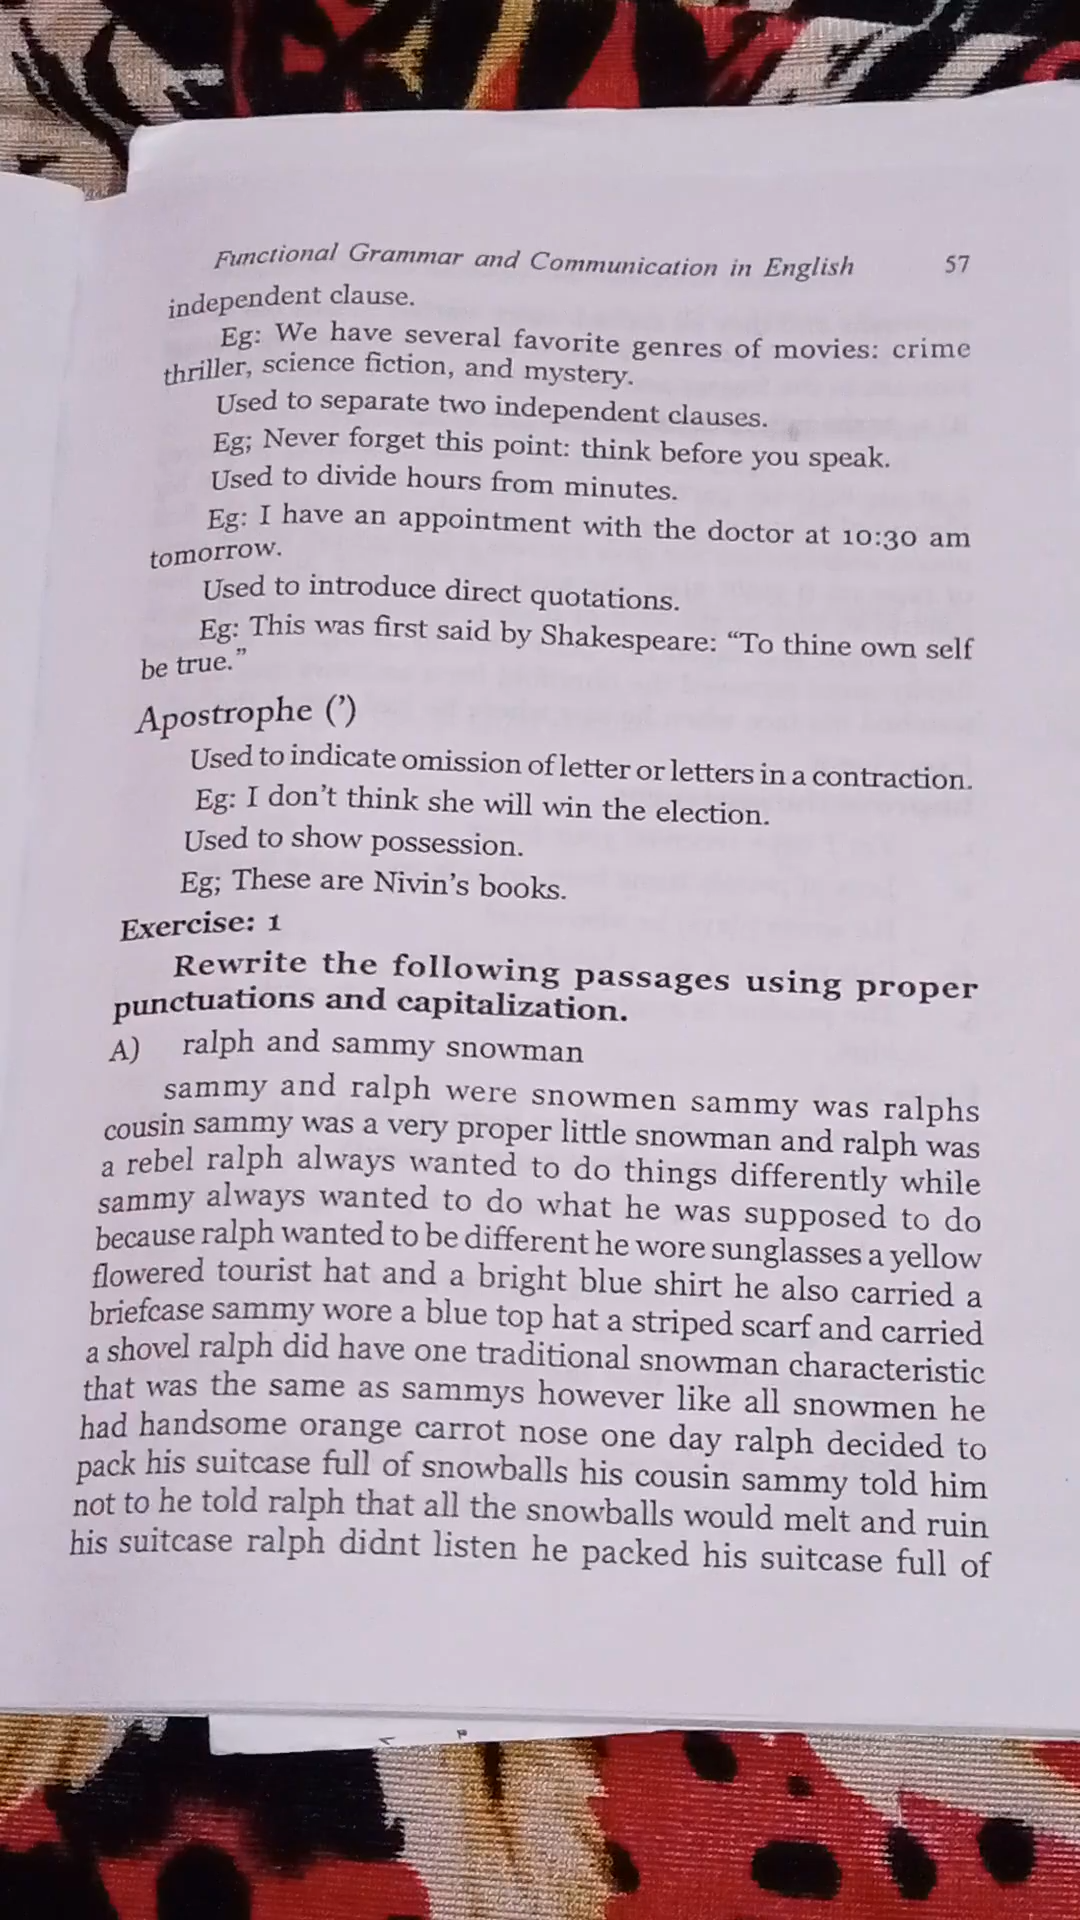 Functional Grammar and Communication in English 57
independent clause.
Eg: We have several favorite genres of movies: crime
thriller, science fiction, and mystery.
Used to separate two independent clauses.
Eg; Never forget this point: think before you speak.
Used to divide hours from minutes.
Eg: I have an appointment with the doctor at 10:30 am
tomorrow.
Used to introduce direct quotations.
Eg: This was first said by Shakespeare: “To thine own self
be true.”
Apostrophe (’)
Used to indicate omission of letter or letters in a contraction.
Eg: I don’t think she will win the election.
Used to show possession.
Eg; These are Nivin’s books.
Exercise: 1
Rewrite the following passages using proper
punctuations and capitalization.
A) ralph and sammy snowman
sammy and ralph were snowmen sammy was ralphs
cousin sammy was a very proper little snowman and ralph was
a rebel ralph always wanted to do things differently while
sammy always wanted to do what he was supposed to do
because ralph wanted to be different he wore sunglasses a yellow
flowered tourist hat and a bright blue shirt he also carried a
briefcase sammy wore a blue top hat a striped scarf and carried
a shovel ralph did have one traditional snowman characteristic
that was the same as sammys however like all snowmen he
had handsome orange carrot nose one day ralph decided to
pack his suitcase full of snowballs his cousin sammy told him
not to he told ralph that all the snowballs would melt and ruin
his suitcase ralph didnt listen he packed his suitcase full of